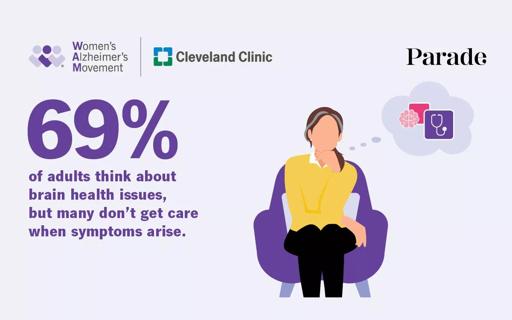 Women's
Alzheimer's
Movement
Cleveland Clinic
Parade
69%
of adults think about
brain health issues,
but many don't get care
when symptoms arise.